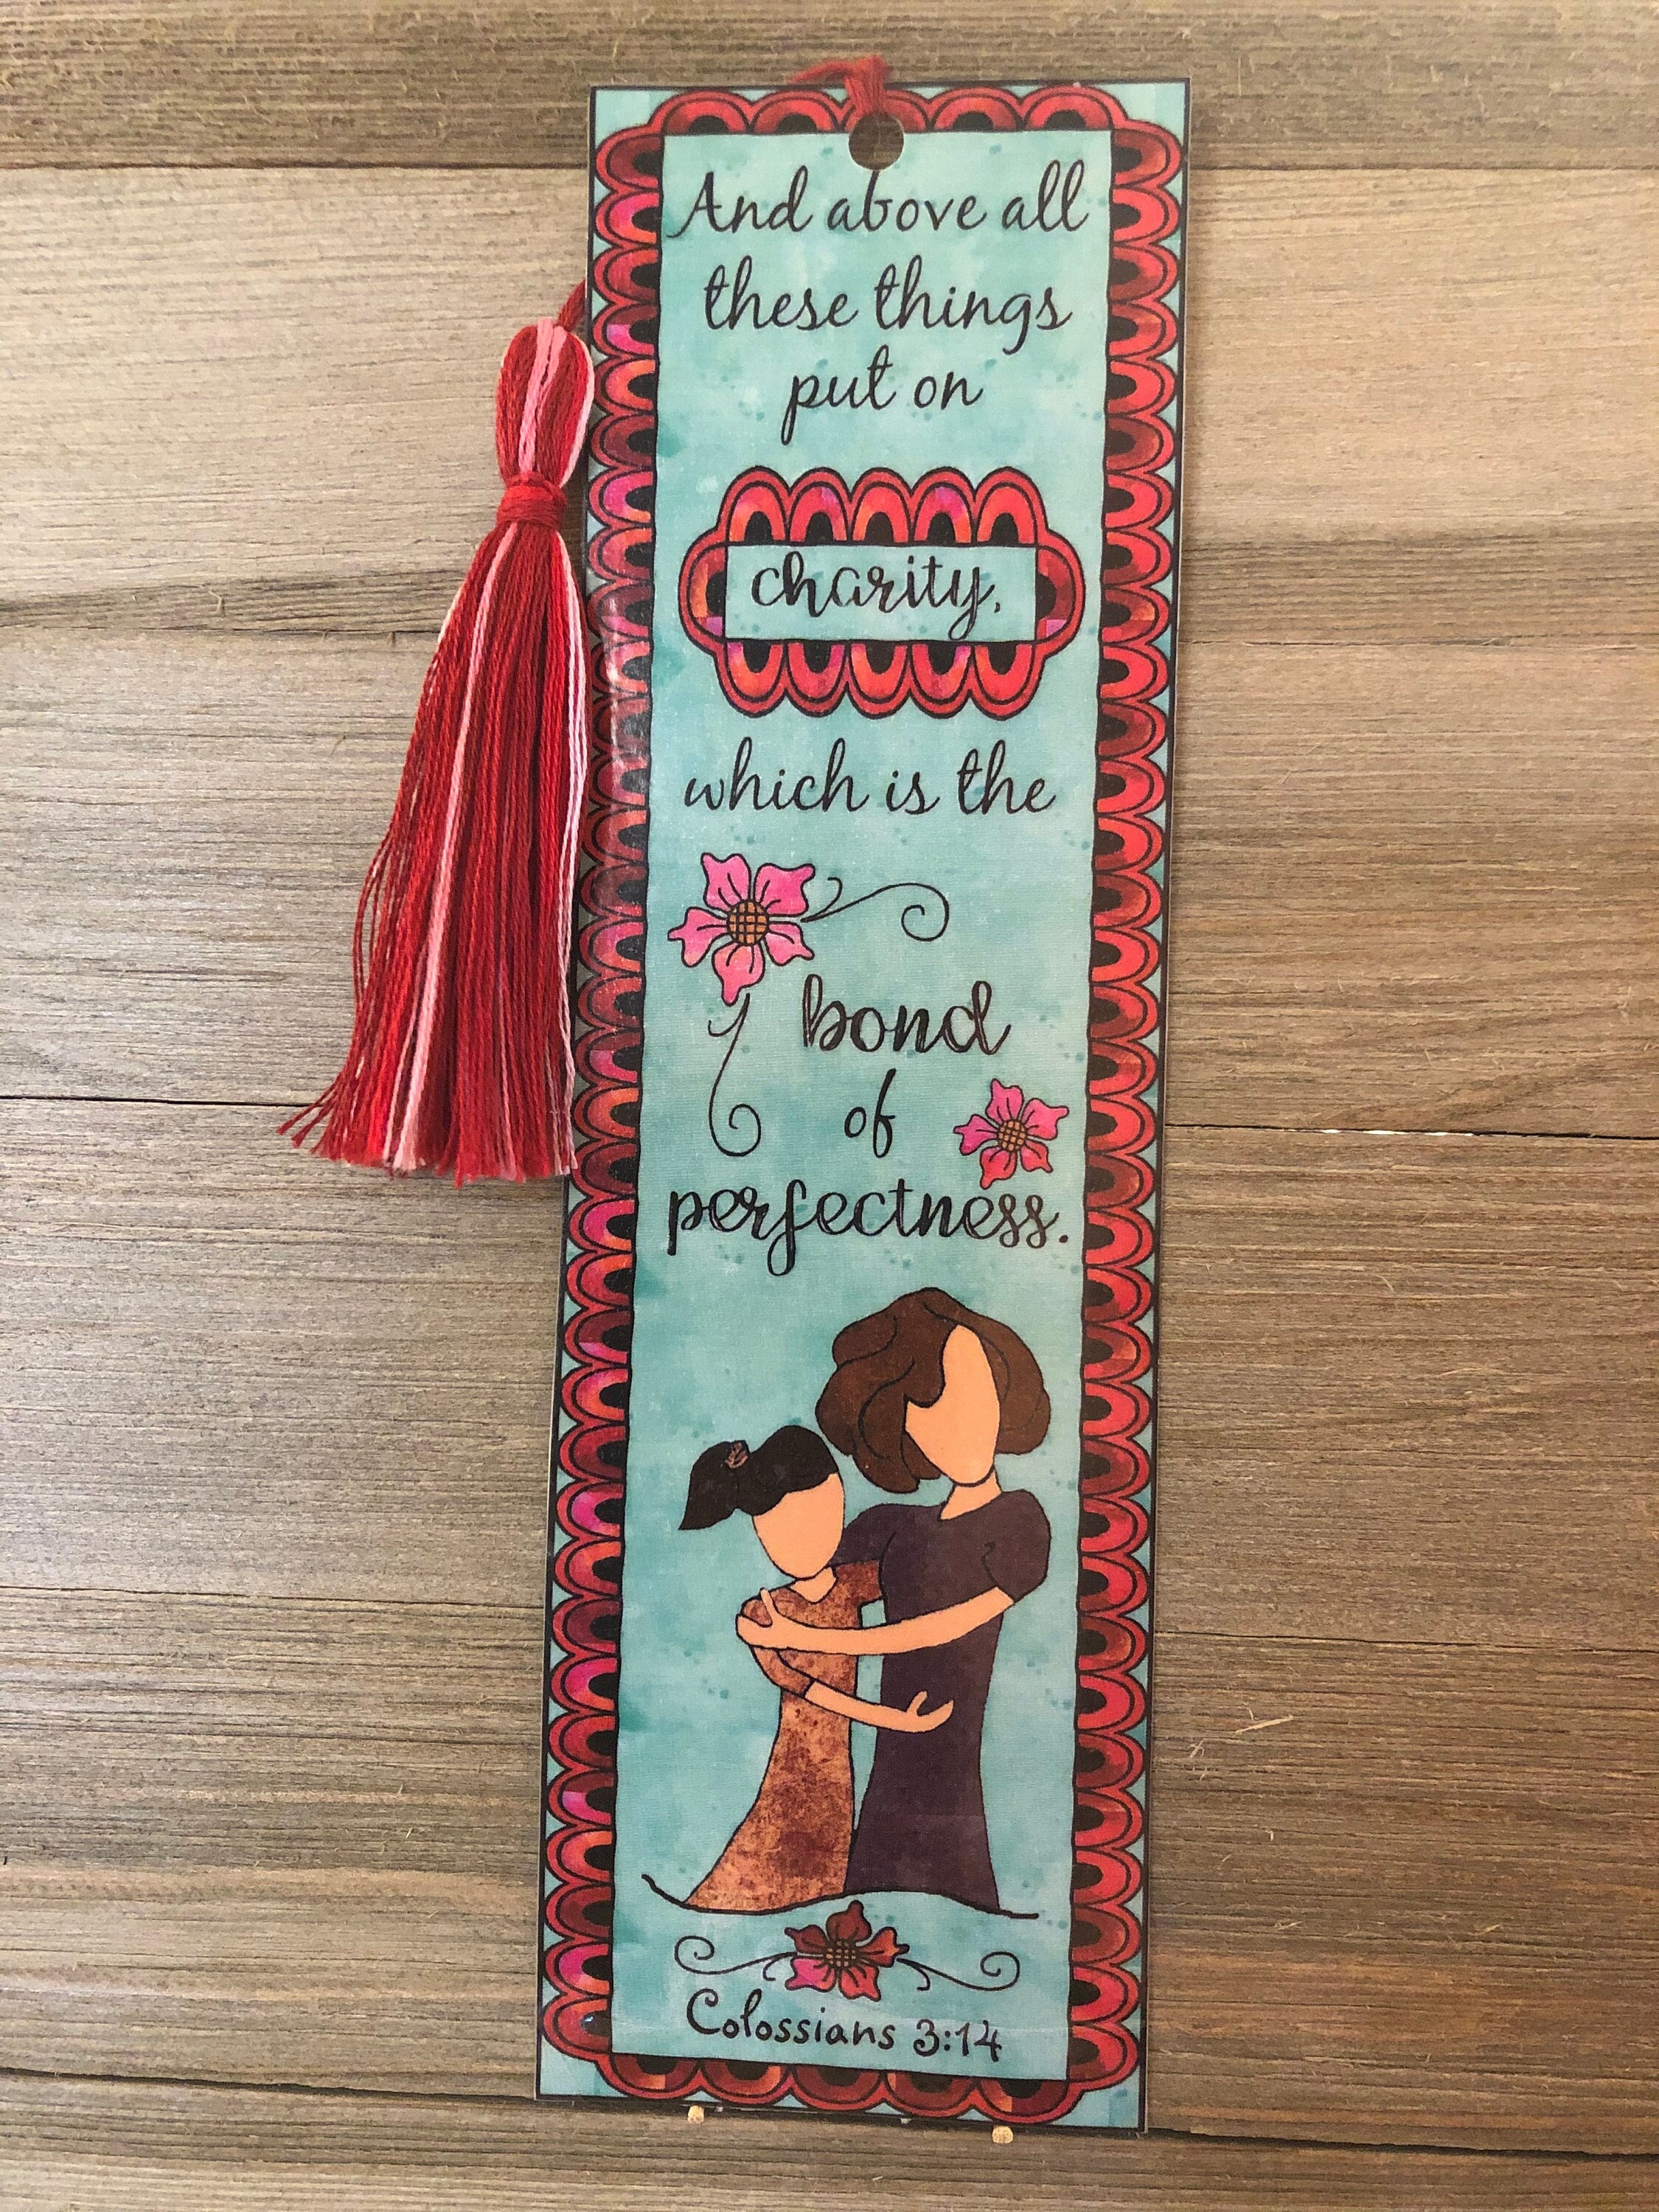 And above all
these things
put on
charity,
which is the
bond
of
perfectness.
Colossians 3:14